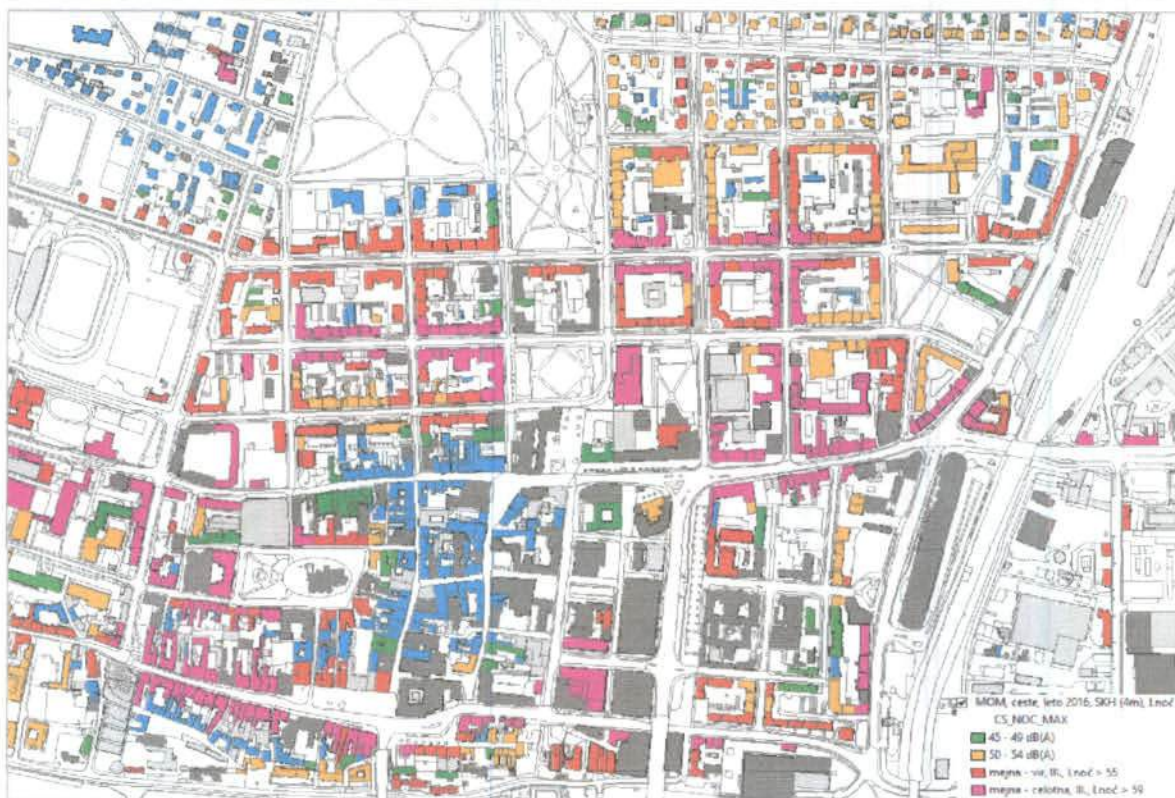 MOM, ceste, leto 2016, SKH (4m), Lnoč
CS_NOC_MAX
45 - 49 dB(A)
50 - 54 dB(A)
mejna - vir, III., Lnoč > 55
mejna - celotna, III., Lnoč > 59